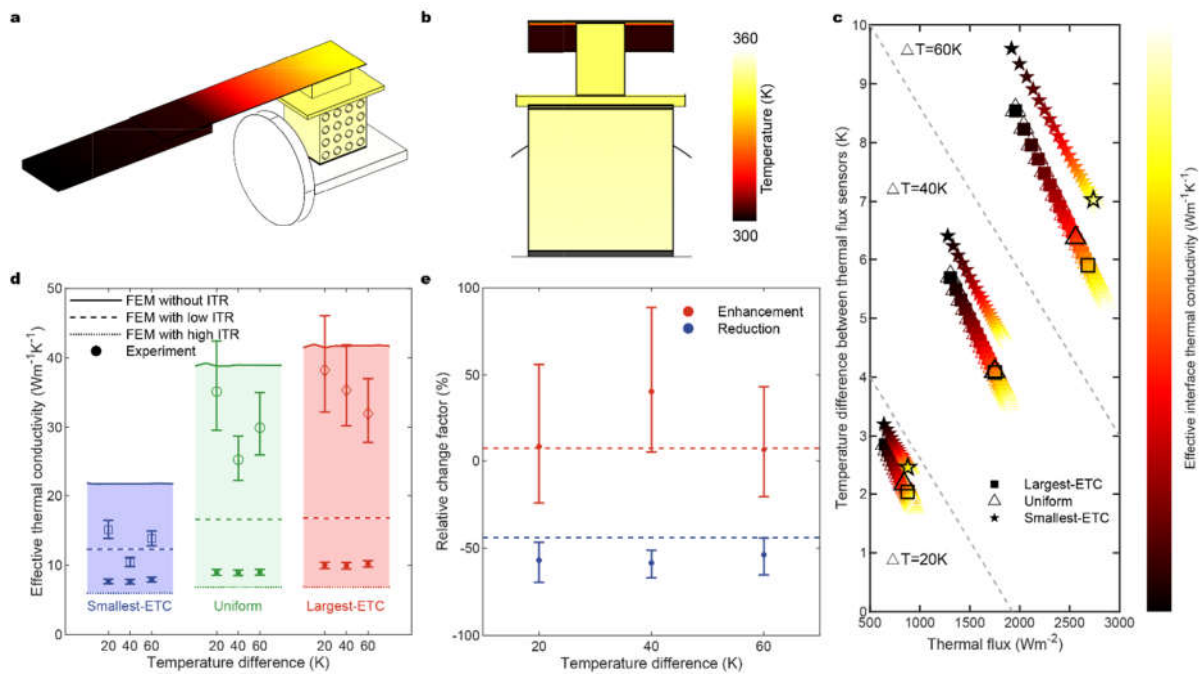 a
b
360
Temperature (K)
300
c
Temperature difference between thermal flux sensors (K)
10
9
8
7
6
5
4
3
2
1
0
△T=60K
△T=40K
△T=20K
Largest-ETC
Uniform
Smallest-ETC
500 1000 1500 2000 2500 3000
Thermal flux (Wm⁻²)
Effective interface thermal conductivity (Wm⁻¹K⁻¹)
d
Effective thermal conductivity (Wm⁻¹K⁻¹)
50
40
30
20
10
0
FEM without ITR
FEM with low ITR
FEM with high ITR
Experiment
Smallest-ETC
Uniform
Largest-ETC
20 40 60 20 40 60 20 40 60
Temperature difference (K)
e
Relative change factor (%)
100
50
0
-50
-100
Enhancement
Reduction
20 40 60
Temperature difference (K)